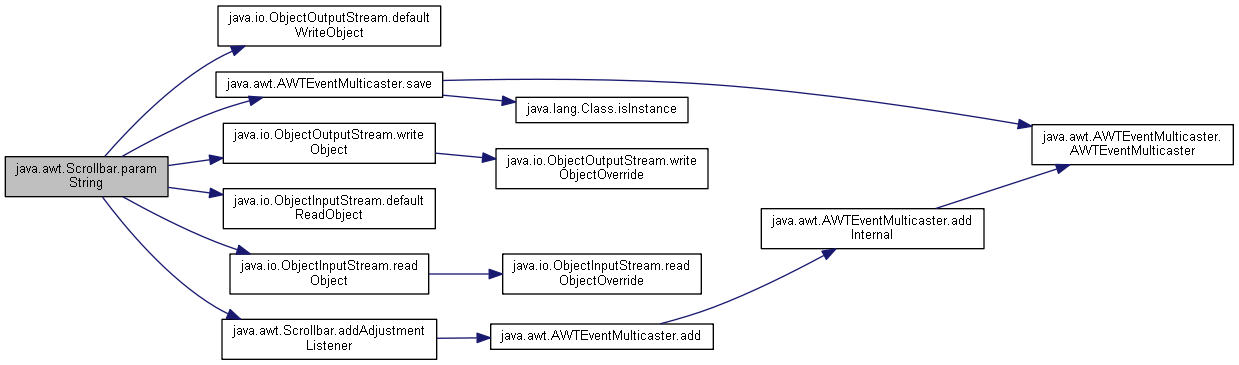 java.io.ObjectOutputStream.default
WriteObject
java.awt.AWTEventMulticaster.save
java.lang.Class.isInstance
java.io.ObjectOutputStream.write
Object
java.awt.AWTEventMulticaster.
AWTEventMulticaster
java.io.ObjectOutputStream.write
ObjectOverride
java.awt.Scrollbar.param
String
java.io.ObjectInputStream.default
ReadObject
java.awt.AWTEventMulticaster.add
Internal
java.io.ObjectInputStream.read
Object
java.io.ObjectInputStream.read
ObjectOverride
java.awt.Scrollbar.addAdjustment
Listener
java.awt.AWTEventMulticaster.add